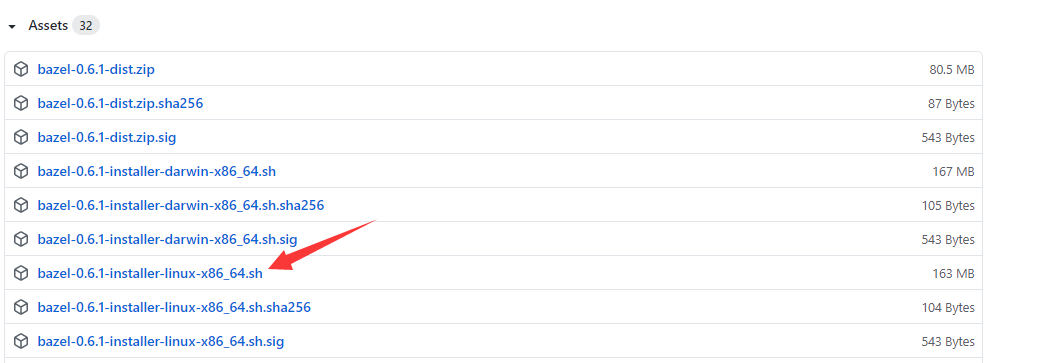 Assets 32
bazel-0.6.1-dist.zip 80.5 MB
bazel-0.6.1-dist.zip.sha256 87 Bytes
bazel-0.6.1-dist.zip.sig 543 Bytes
bazel-0.6.1-installer-darwin-x86_64.sh 167 MB
bazel-0.6.1-installer-darwin-x86_64.sh.sha256 105 Bytes
bazel-0.6.1-installer-darwin-x86_64.sh.sig 543 Bytes
bazel-0.6.1-installer-linux-x86_64.sh 163 MB
bazel-0.6.1-installer-linux-x86_64.sh.sha256 104 Bytes
bazel-0.6.1-installer-linux-x86_64.sh.sig 543 Bytes